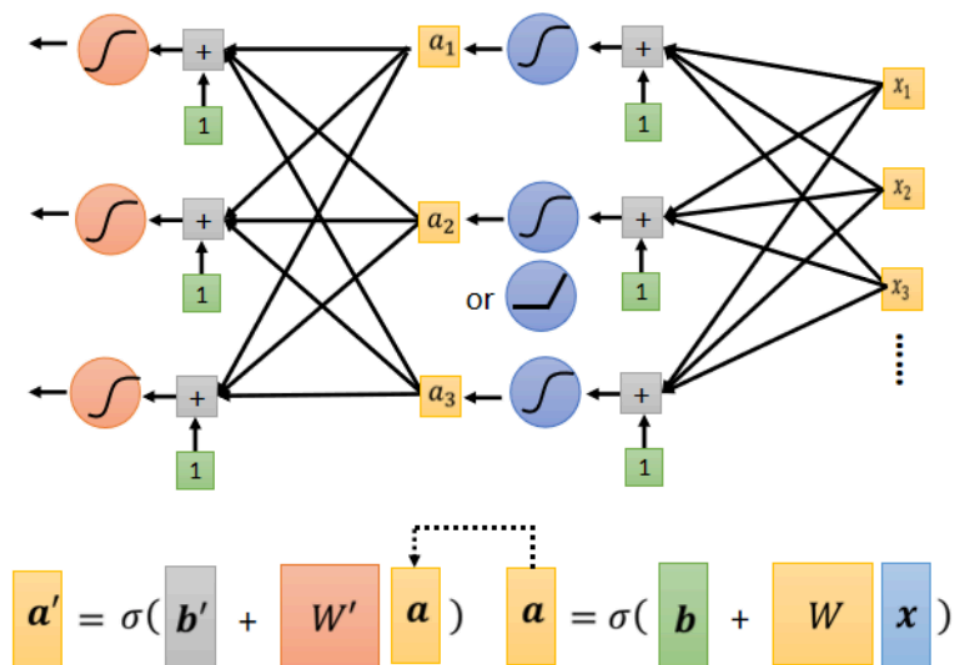 + a₁ + x₁
1 1
+ a₂ + x₂
1 or 1 x₃
+ a₃ + ......
1 1
a' = σ( b' + W' a ) a = σ( b + W x )